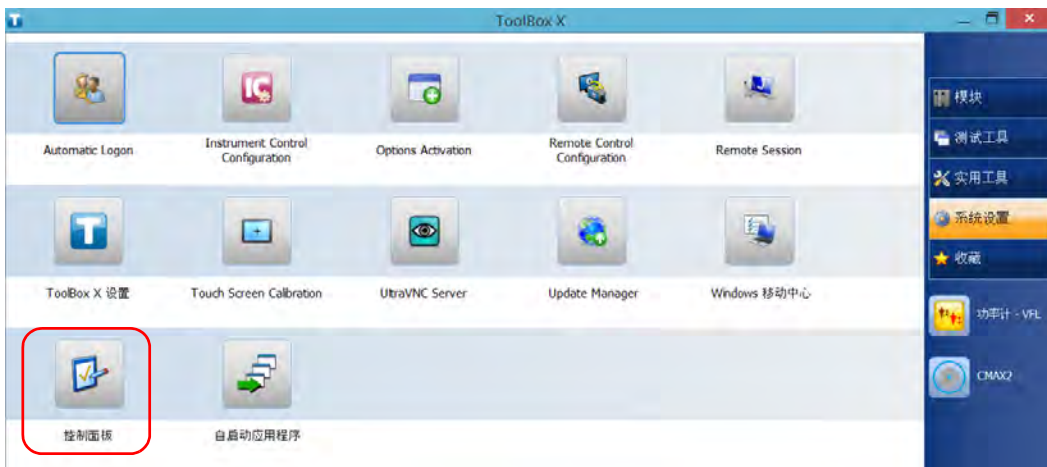 ToolBox X
Automatic Logon
Instrument Control
Configuration
Options Activation
Remote Control
Configuration
Remote Session
ToolBox X 设置
Touch Screen Calibration
UltraVNC Server
Update Manager
Windows 移动中心
控制面板
自启动应用程序
模块
测试工具
实用工具
系统设置
收藏
功率计 - VFL
CMAX2